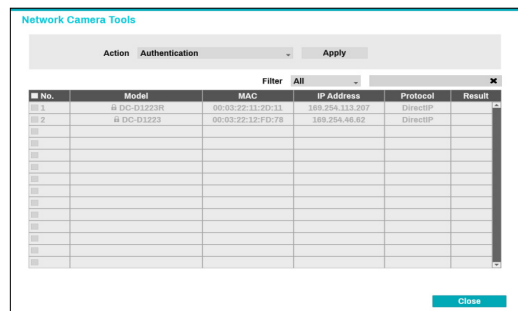 Network Camera Tools
Action Authentication Apply
Filter All
No. Model MAC IP Address Protocol Result
1 DC-D1223R 00:03:22:11:2D:11 169.254.113.207 DirectIP
2 DC-D1223 00:03:22:12:FD:78 169.254.46.62 DirectIP
Close